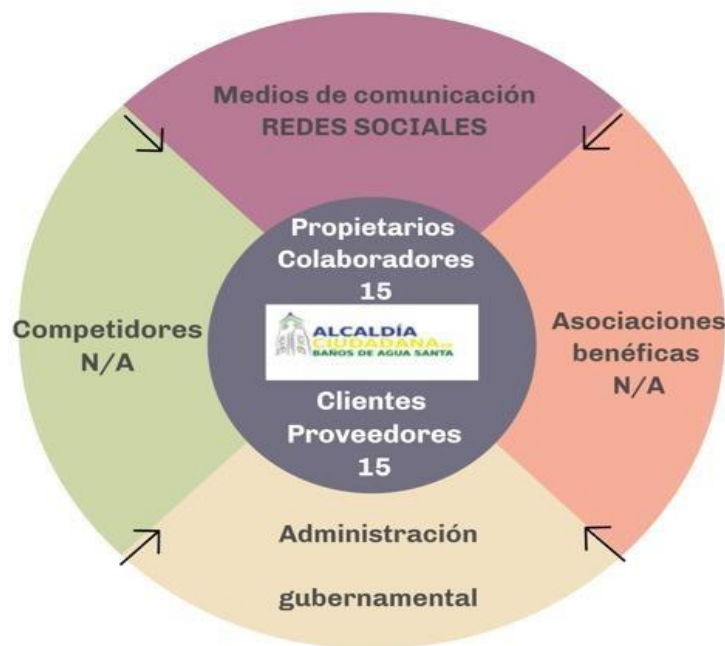 Medios de comunicación
REDES SOCIALES
Propietarios
Colaboradores
15
Competidores
N/A
ALCALDÍA
CIUDADANA DE
BAÑOS DE AGUA SANTA
Asociaciones
benéficas
N/A
Clientes
Proveedores
15
Administración
gubernamental